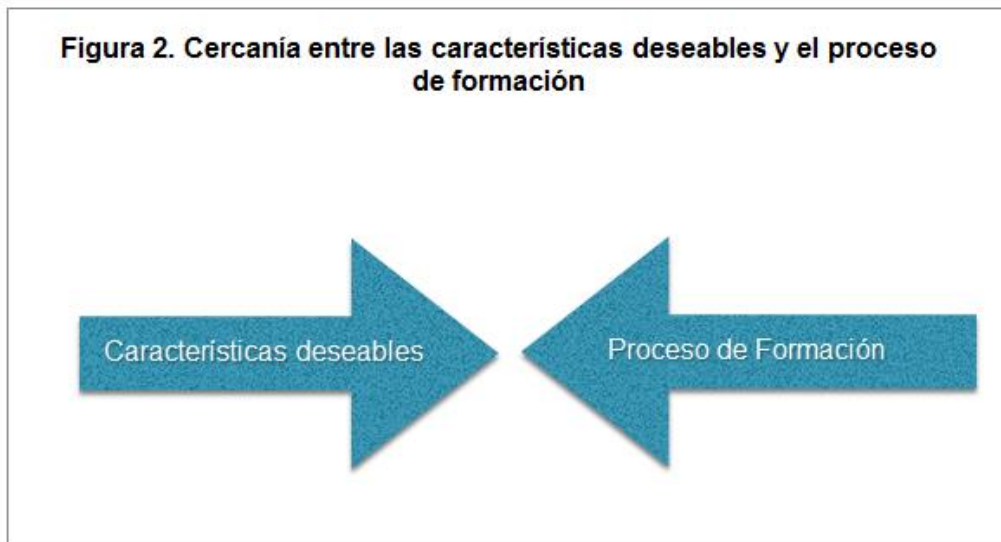 Figura 2. Cercanía entre las características deseables y el proceso
de formación
Características deseables
Proceso de Formación